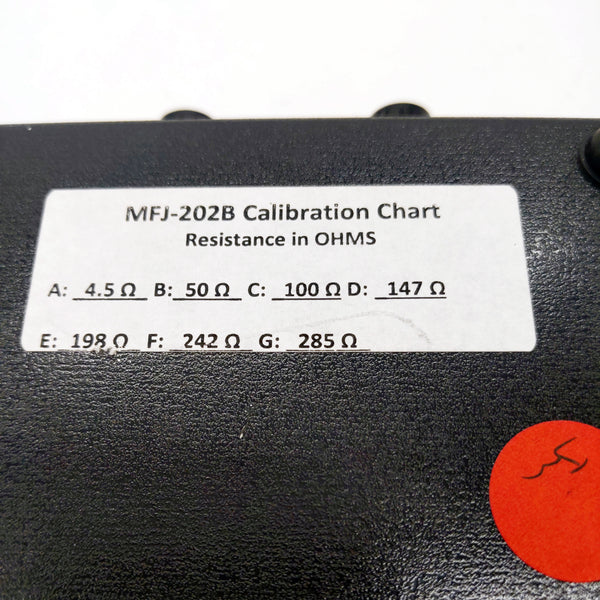 MFJ-202B Calibration Chart
Resistance in OHMS
A: 4.5 Ω B: 50 Ω C: 100 Ω D: 147 Ω
E: 198 Ω F: 242 Ω G: 285 Ω